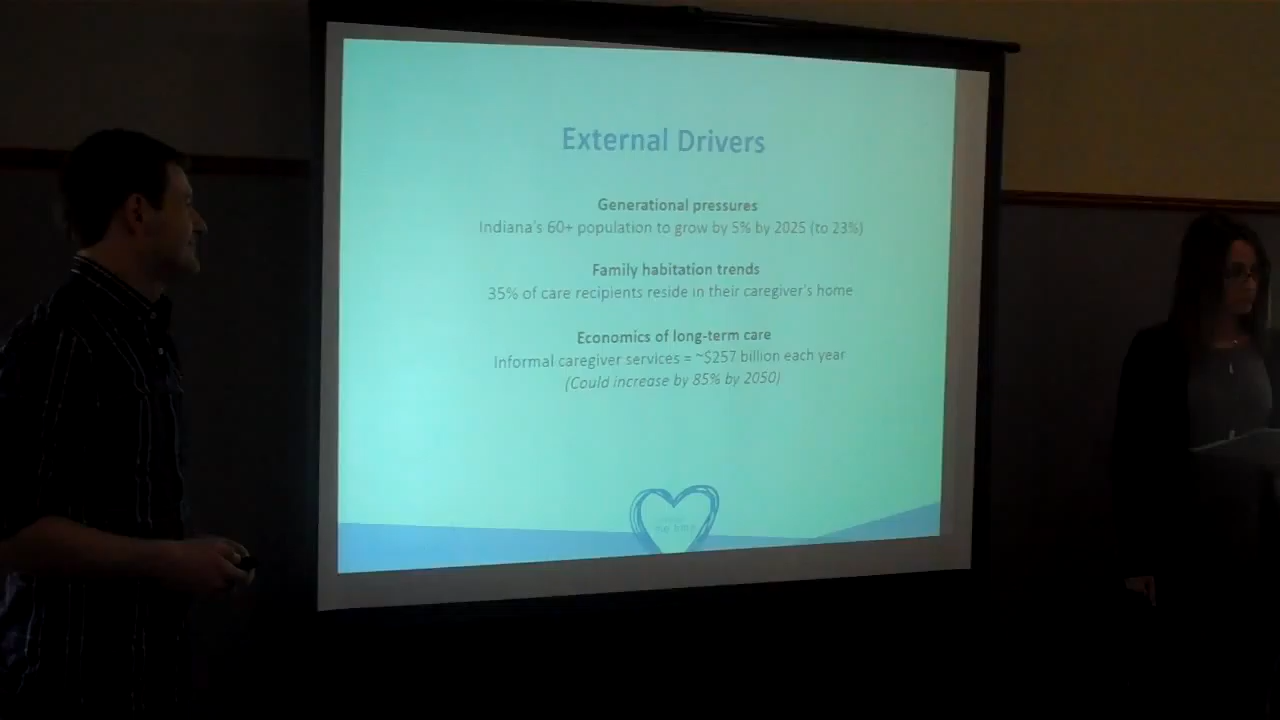 External Drivers
Generational pressures
Indiana's 60+ population to grow by 5% by 2025 (to 23%)
Family habitation trends
35% of care recipients reside in their caregiver's home
Economics of long-term care
Informal caregiver services = ~$257 billion each year
(Could increase by 85% by 2050)